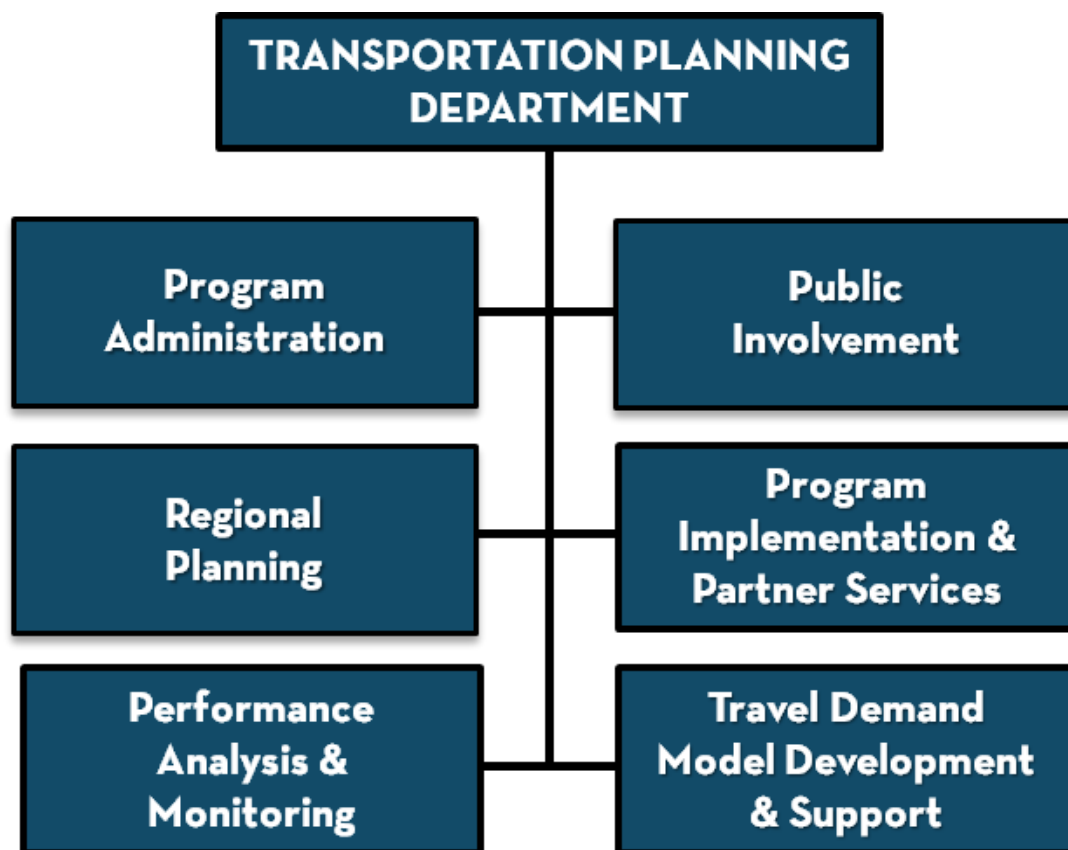 TRANSPORTATION PLANNING
DEPARTMENT
Program
Administration
Public
Involvement
Regional
Planning
Program
Implementation &
Partner Services
Performance
Analysis &
Monitoring
Travel Demand
Model Development
& Support